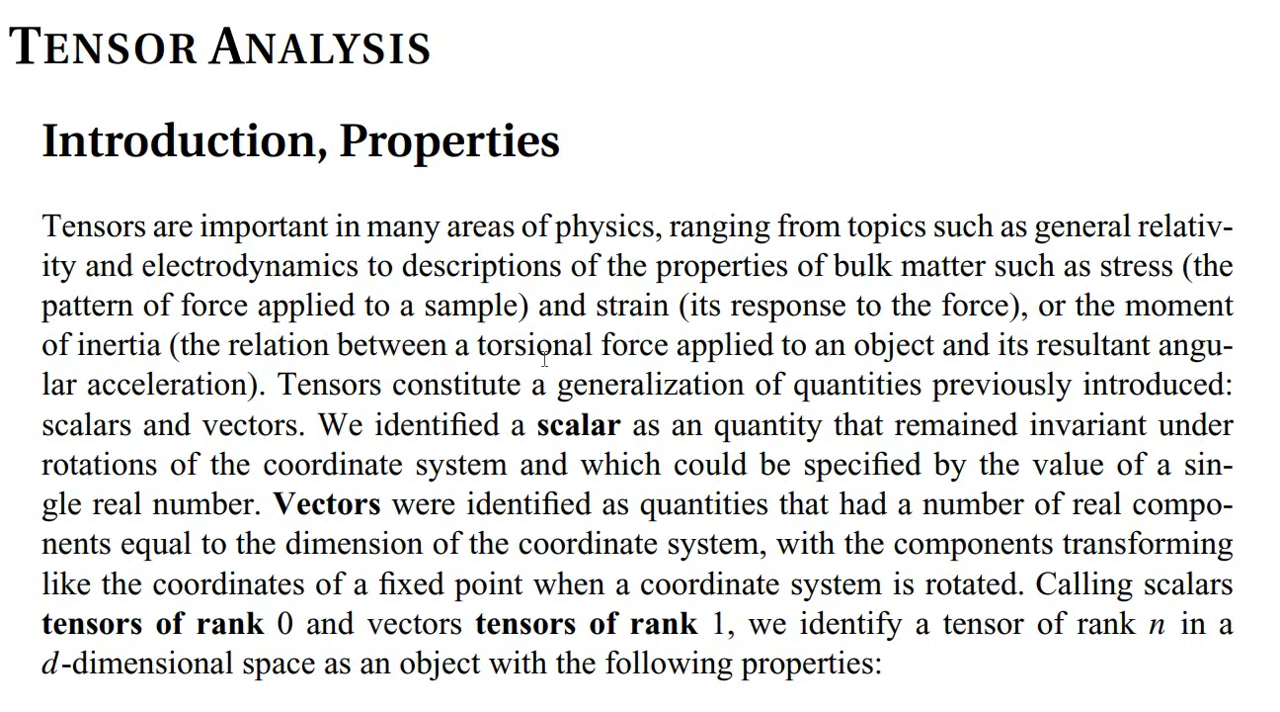 TENSOR ANALYSIS
Introduction, Properties
Tensors are important in many areas of physics, ranging from topics such as general relativ-
ity and electrodynamics to descriptions of the properties of bulk matter such as stress (the
pattern of force applied to a sample) and strain (its response to the force), or the moment
of inertia (the relation between a torsional force applied to an object and its resultant angu-
lar acceleration). Tensors constitute a generalization of quantities previously introduced:
scalars and vectors. We identified a scalar as an quantity that remained invariant under
rotations of the coordinate system and which could be specified by the value of a sin-
gle real number. Vectors were identified as quantities that had a number of real compo-
nents equal to the dimension of the coordinate system, with the components transforming
like the coordinates of a fixed point when a coordinate system is rotated. Calling scalars
tensors of rank 0 and vectors tensors of rank 1, we identify a tensor of rank n in a
d-dimensional space as an object with the following properties: